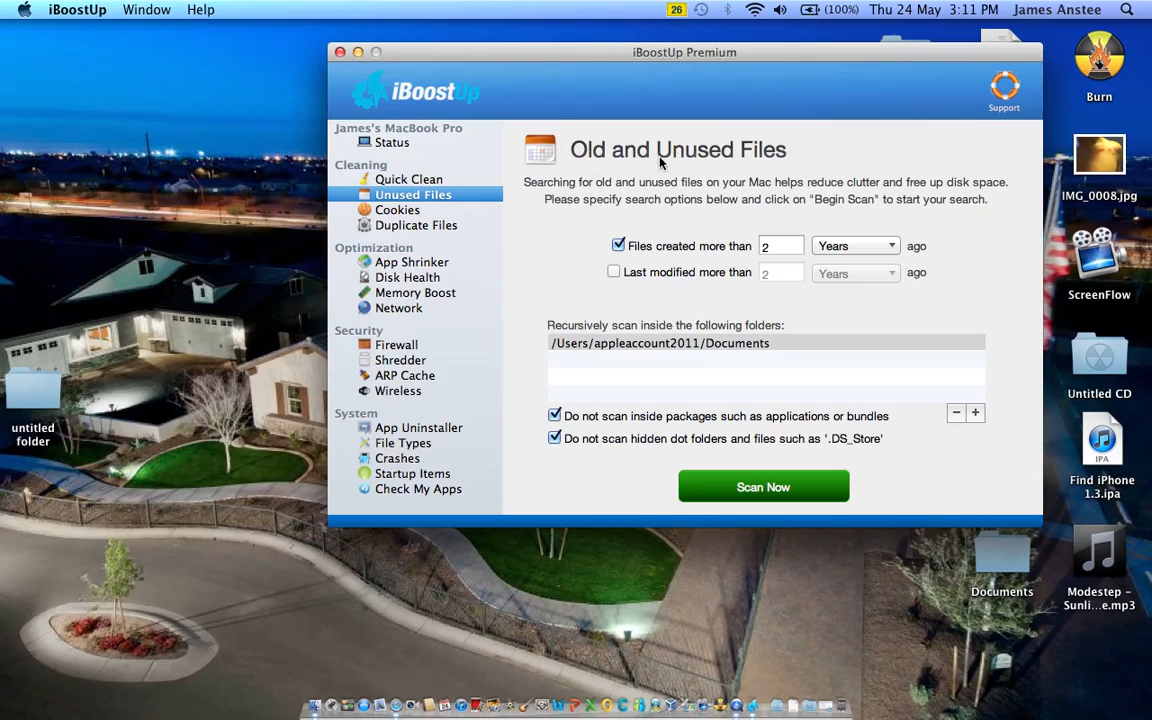 iBoostUp Window Help 26 (100%) Thu 24 May 3:11 PM James Anstee
iBoostUp Premium
iBoostUp
Support
James's MacBook Pro
Status
Cleaning
Quick Clean
Unused Files
Cookies
Duplicate Files
Optimization
App Shrinker
Disk Health
Memory Boost
Network
Security
Firewall
Shredder
ARP Cache
Wireless
System
App Uninstaller
File Types
Crashes
Startup Items
Check My Apps
Old and Unused Files
Searching for old and unused files on your Mac helps reduce clutter and free up disk space.
Please specify search options below and click on "Begin Scan" to start your search.
Files created more than 2 Years ago
Last modified more than 2 Years ago
Recursively scan inside the following folders:
/Users/appleaccount2011/Documents
Do not scan inside packages such as applications or bundles
Do not scan hidden dot folders and files such as '.DS_Store'
− +
Scan Now
untitled
folder
Burn
IMG_0008.jpg
ScreenFlow
Untitled CD
IPA
Find iPhone
1.3.ipa
Documents
Modestep -
Sunli...e.mp3